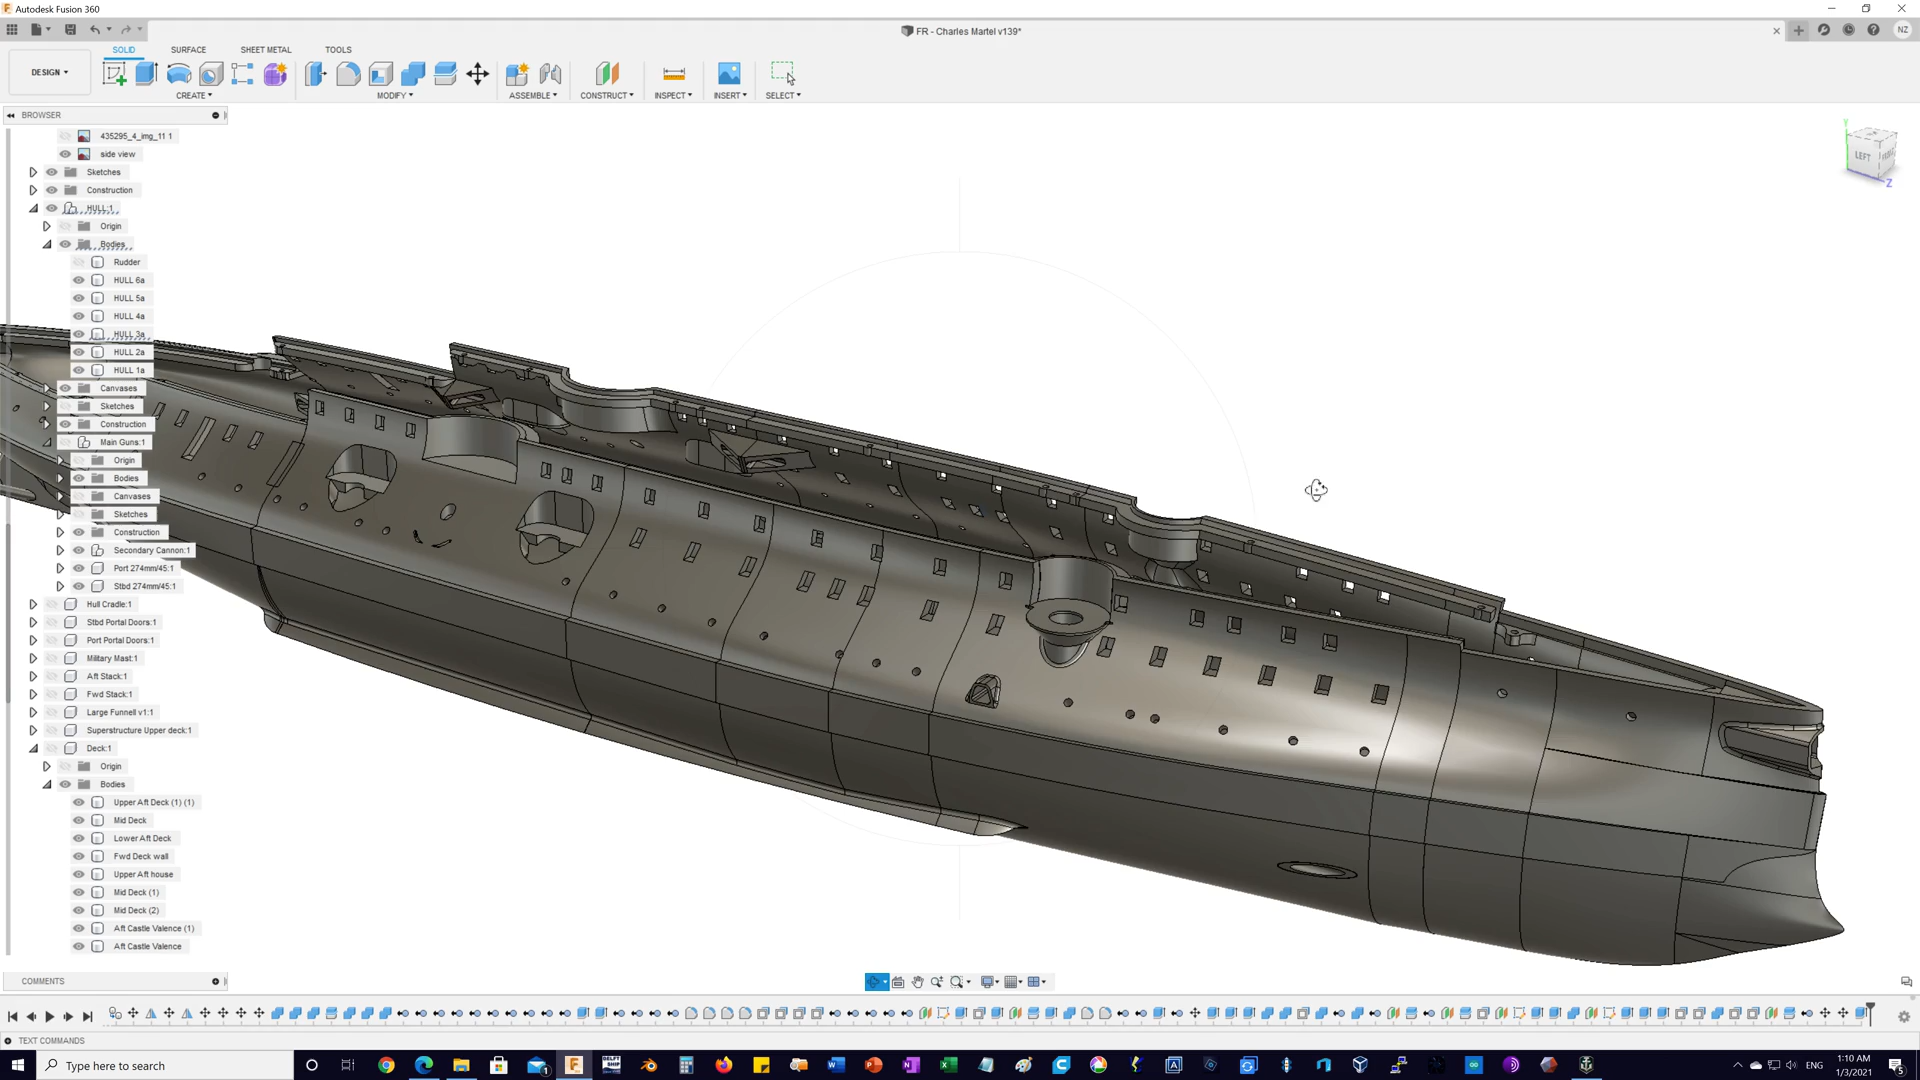 Autodesk Fusion 360
FR - Charles Martel v139*
NZ
DESIGN
SOLID
SURFACE
SHEET METAL
TOOLS
CREATE
MODIFY
ASSEMBLE
CONSTRUCT
INSPECT
INSERT
SELECT
BROWSER
435295_4_img_11 1
side view
Sketches
Construction
HULL:1
Origin
Bodies
Rudder
HULL 6a
HULL 5a
HULL 4a
HULL 3a
HULL 2a
HULL 1a
Canvases
Sketches
Construction
Main Guns:1
Origin
Bodies
Canvases
Sketches
Construction
Secondary Cannon:1
Port 274mm/45:1
Stbd 274mm/45:1
Hull Cradle:1
Stbd Portal Doors:1
Port Portal Doors:1
Military Mast:1
Aft Stack:1
Fwd Stack:1
Large Funnell v1:1
Superstructure Upper deck:1
Deck:1
Origin
Bodies
Upper Aft Deck (1) (1)
Mid Deck
Lower Aft Deck
Fwd Deck wall
Upper Aft house
Mid Deck (1)
Mid Deck (2)
Aft Castle Valence (1)
Aft Castle Valence
Y
LEFT
Z
COMMENTS
TEXT COMMANDS
Type here to search
ENG
1:10 AM
1/3/2021
5